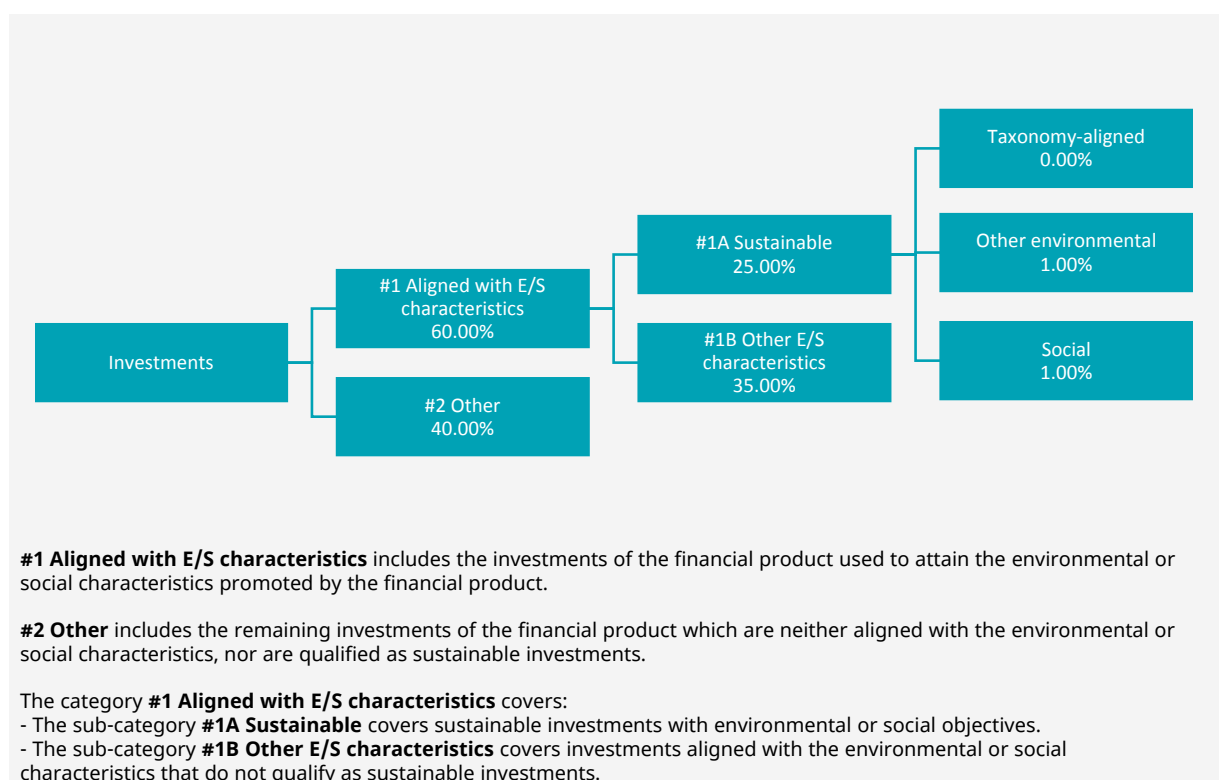 Taxonomy-aligned
0.00%
#1A Sustainable
25.00%
Other environmental
1.00%
#1 Aligned with E/S
characteristics
60.00%
Investments
#1B Other E/S
characteristics
35.00%
Social
1.00%
#2 Other
40.00%
#1 Aligned with E/S characteristics includes the investments of the financial product used to attain the environmental or
social characteristics promoted by the financial product.
#2 Other includes the remaining investments of the financial product which are neither aligned with the environmental or
social characteristics, nor are qualified as sustainable investments.
The category #1 Aligned with E/S characteristics covers:
- The sub-category #1A Sustainable covers sustainable investments with environmental or social objectives.
- The sub-category #1B Other E/S characteristics covers investments aligned with the environmental or social
characteristics that do not qualify as sustainable investments.